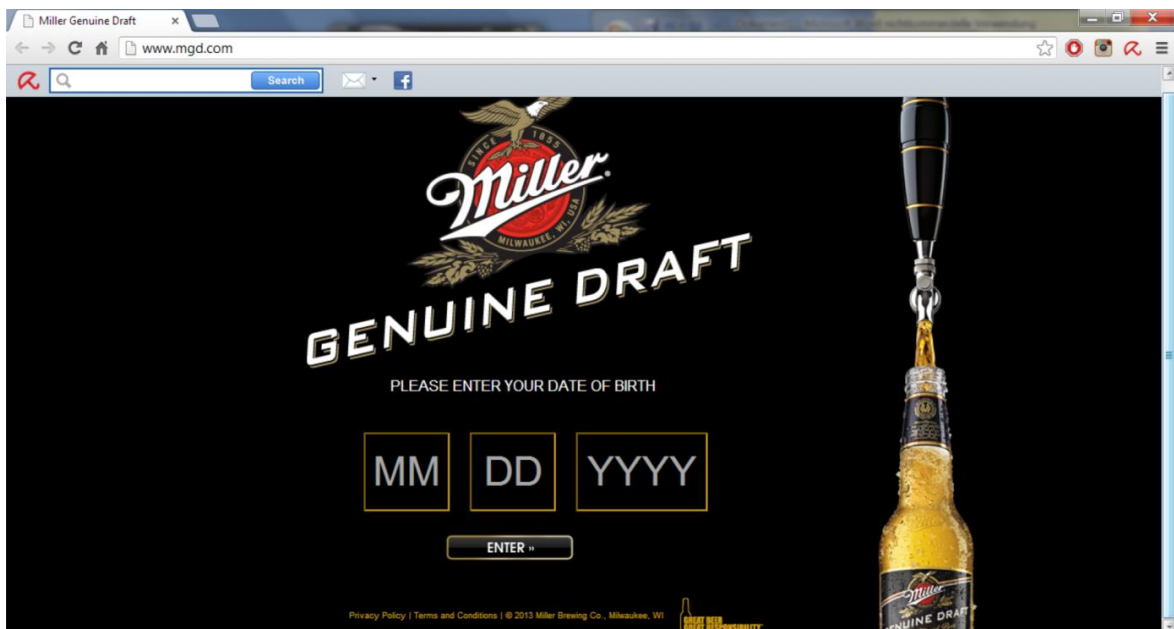 Miller Genuine Draft
www.mgd.com
Search
SINCE 1855
Miller
MILWAUKEE, WI, USA
GENUINE DRAFT
PLEASE ENTER YOUR DATE OF BIRTH
MM DD YYYY
ENTER »
Privacy Policy | Terms and Conditions | © 2013 Miller Brewing Co., Milwaukee, WI
GREAT BEER
GREAT RESPONSIBILITY
Miller
GENUINE DRAFT